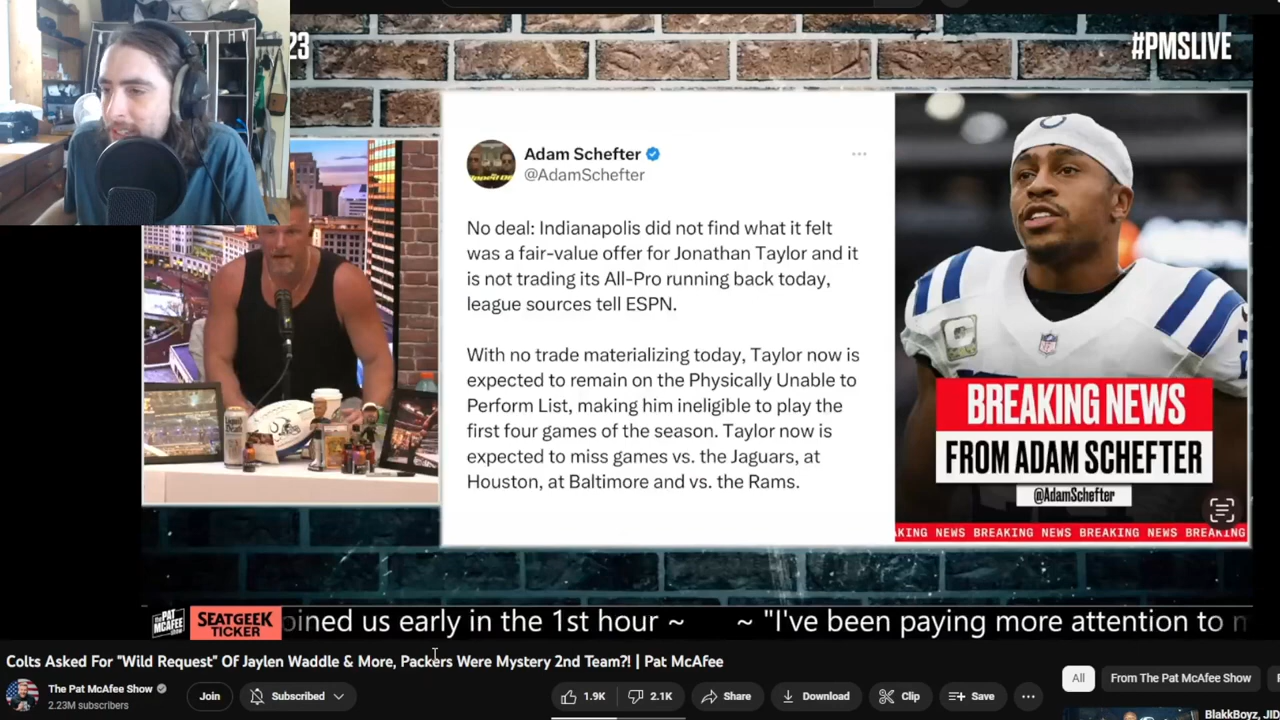 23
#PMSLIVE
Adam Schefter
@AdamSchefter
No deal: Indianapolis did not find what it felt
was a fair-value offer for Jonathan Taylor and it
is not trading its All-Pro running back today,
league sources tell ESPN.
With no trade materializing today, Taylor now is
expected to remain on the Physically Unable to
Perform List, making him ineligible to play the
first four games of the season. Taylor now is
expected to miss games vs. the Jaguars, at
Houston, at Baltimore and vs. the Rams.
BREAKING NEWS
FROM ADAM SCHEFTER
@AdamSchefter
KING NEWS BREAKING NEWS BREAKING NEWS BREAKING
THE PAT MCAFEE SHOW
SEATGEEK TICKER
oined us early in the 1st hour ~ ~ "I've been paying more attention to m
Colts Asked For "Wild Request" Of Jaylen Waddle & More, Packers Were Mystery 2nd Team?! | Pat McAfee
The Pat McAfee Show
2.23M subscribers
Join
Subscribed
1.9K
2.1K
Share
Download
Clip
Save
All
From The Pat McAfee Show
BlakkBoyz, JID